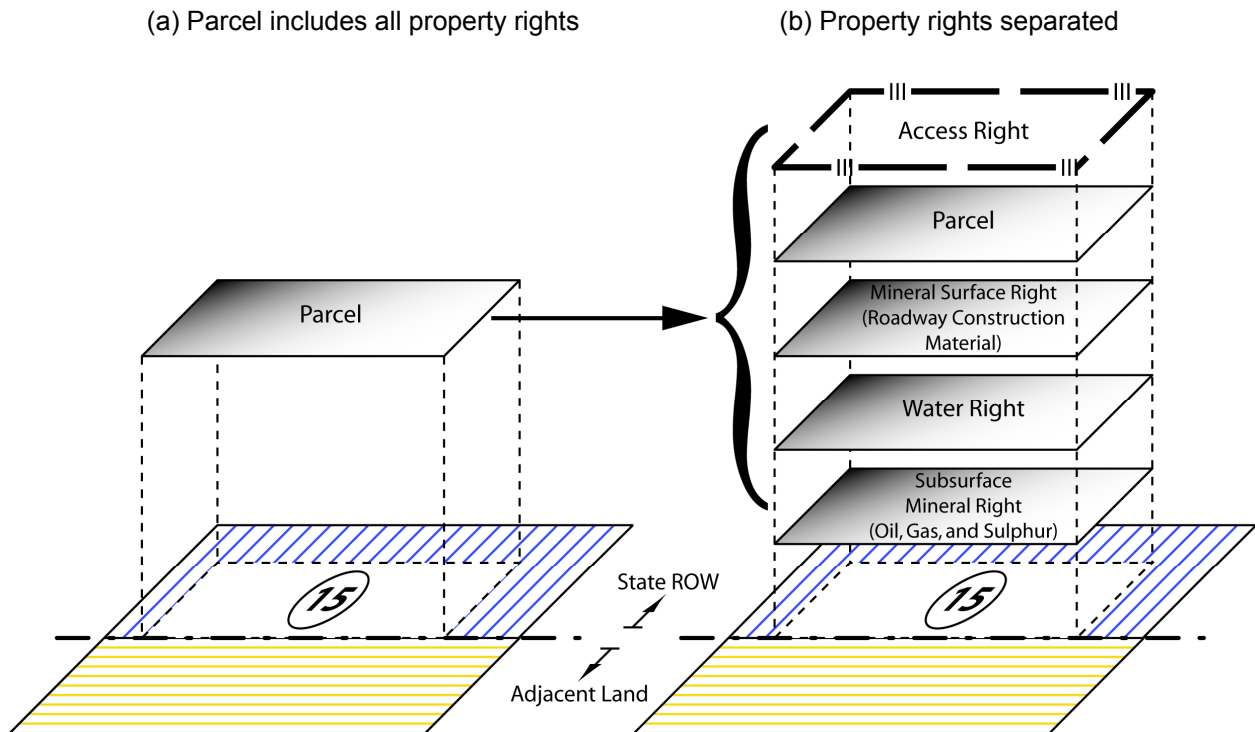 (a) Parcel includes all property rights
(b) Property rights separated
Access Right
Parcel
Parcel
Mineral Surface Right
(Roadway Construction
Material)
Water Right
Subsurface
Mineral Right
(Oil, Gas, and Sulphur)
15
State ROW
15
Adjacent Land